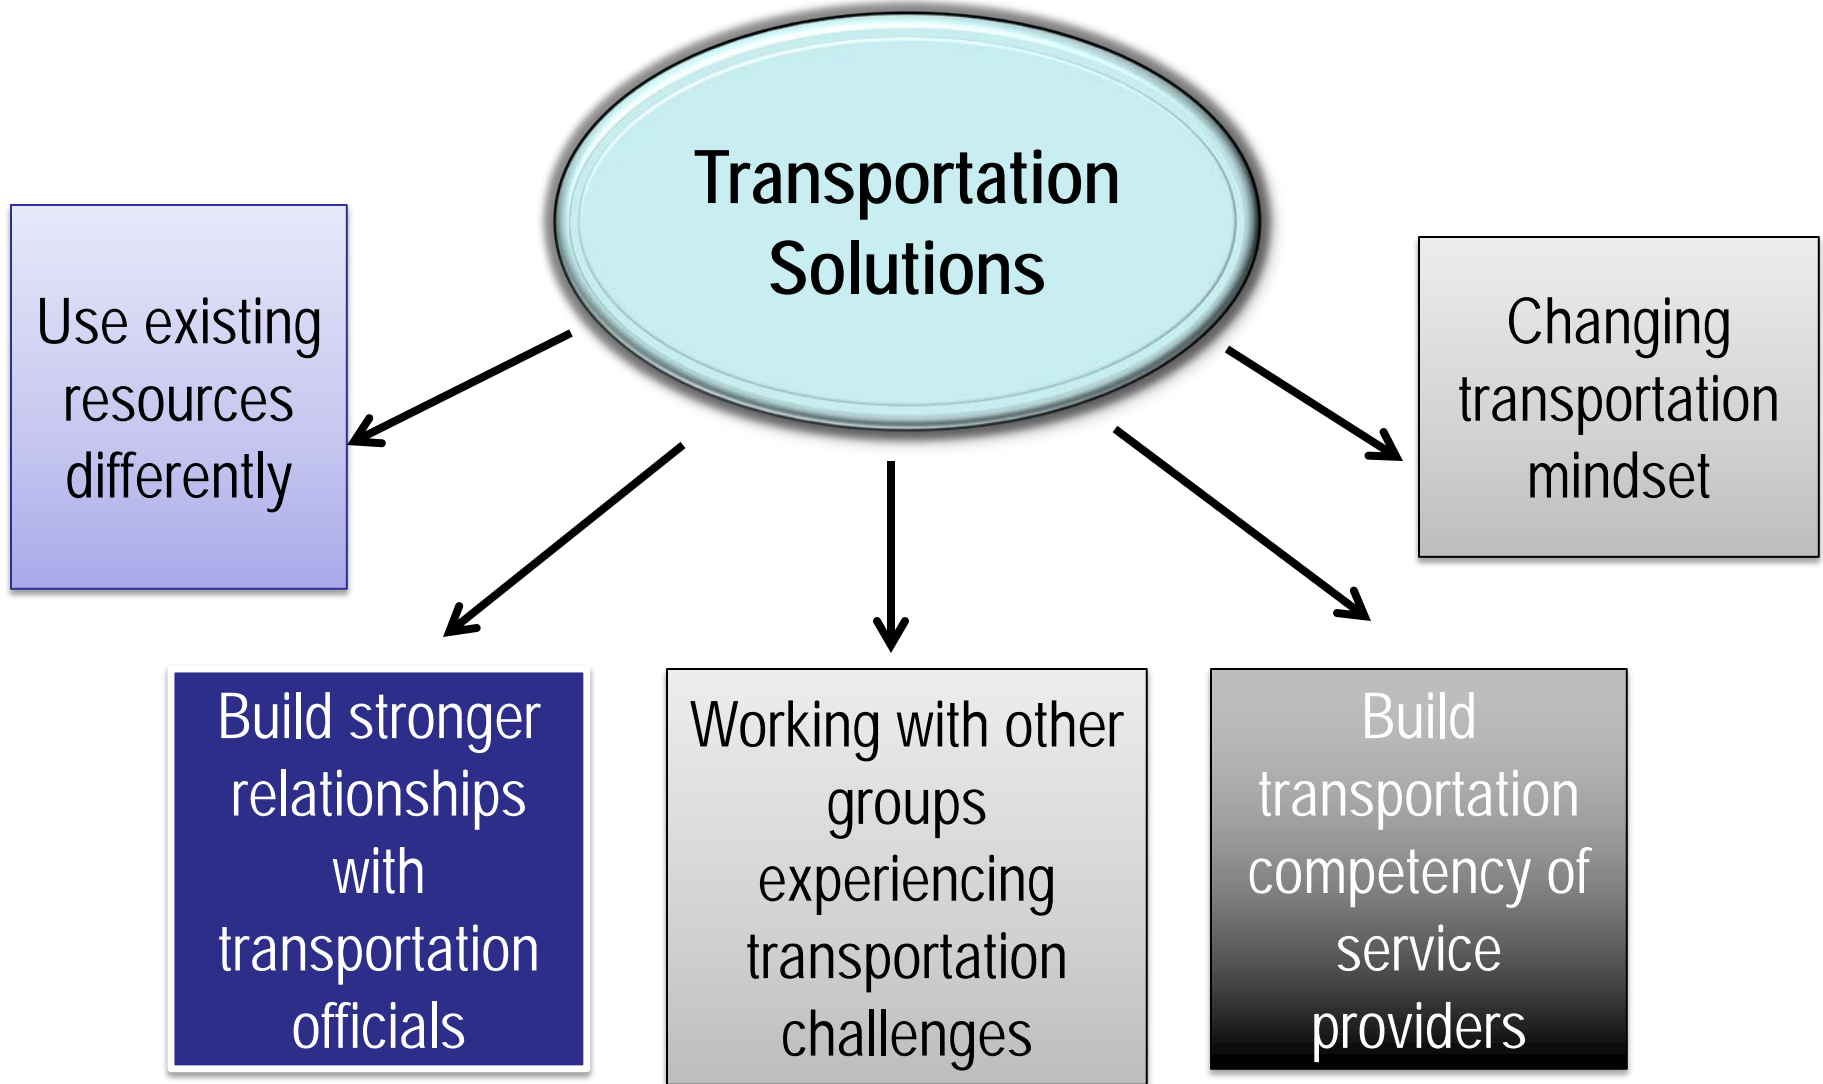 Transportation
Solutions
Use existing
resources
differently
Changing
transportation
mindset
Build stronger
relationships
with
transportation
officials
Working with other
groups
experiencing
transportation
challenges
Build
transportation
competency of
service
providers